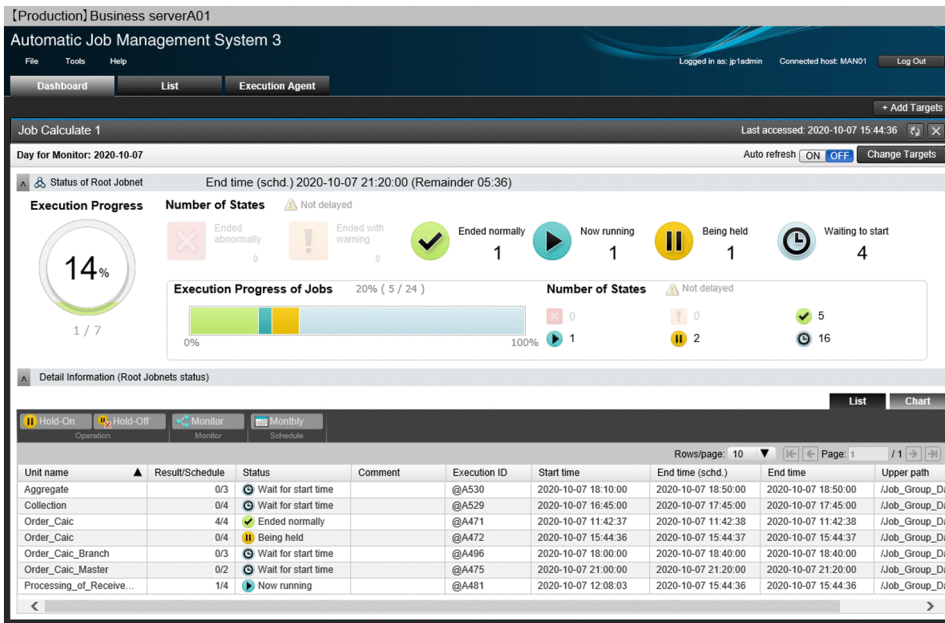 【Production】Business serverA01
Automatic Job Management System 3
File Tools Help Logged in as: jp1admin Connected host: MAN01 Log Out
Dashboard List Execution Agent
+ Add Targets
Job Calculate 1 Last accessed: 2020-10-07 15:44:36
Day for Monitor: 2020-10-07 Auto refresh ON OFF Change Targets
Status of Root Jobnet End time (schd.) 2020-10-07 21:20:00 (Remainder 05:36)
Execution Progress Number of States Not delayed
Ended abnormally 0 Ended with warning 0 Ended normally 1 Now running 1 Being held 1 Waiting to start 4
14%
1 / 7
Execution Progress of Jobs 20% ( 5 / 24 ) Number of States Not delayed
0 0 5
0% 100% 1 2 16
Detail Information (Root Jobnets status)
List Chart
Hold-On Hold-Off Monitor Monthly
Operation Monitor Schedule
Rows/page: 10 Page: 1 / 1
Unit name Result/Schedule Status Comment Execution ID Start time End time (schd.) End time Upper path
Aggregate 0/3 Wait for start time @A530 2020-10-07 18:10:00 2020-10-07 18:50:00 2020-10-07 18:50:00 /Job_Group_Da
Collection 0/4 Wait for start time @A529 2020-10-07 16:45:00 2020-10-07 17:45:00 2020-10-07 17:45:00 /Job_Group_Da
Order_Caic 4/4 Ended normally @A471 2020-10-07 11:42:37 2020-10-07 11:42:38 2020-10-07 11:42:38 /Job_Group_Da
Order_Caic 0/4 Being held @A472 2020-10-07 15:44:36 2020-10-07 15:44:37 2020-10-07 15:44:37 /Job_Group_Da
Order_Caic_Branch 0/3 Wait for start time @A496 2020-10-07 18:00:00 2020-10-07 18:40:00 2020-10-07 18:40:00 /Job_Group_Da
Order_Caic_Master 0/2 Wait for start time @A475 2020-10-07 21:00:00 2020-10-07 21:20:00 2020-10-07 21:20:00 /Job_Group_Da
Processing_of_Receive... 1/4 Now running @A481 2020-10-07 12:08:03 2020-10-07 15:44:36 2020-10-07 15:44:36 /Job_Group_Da